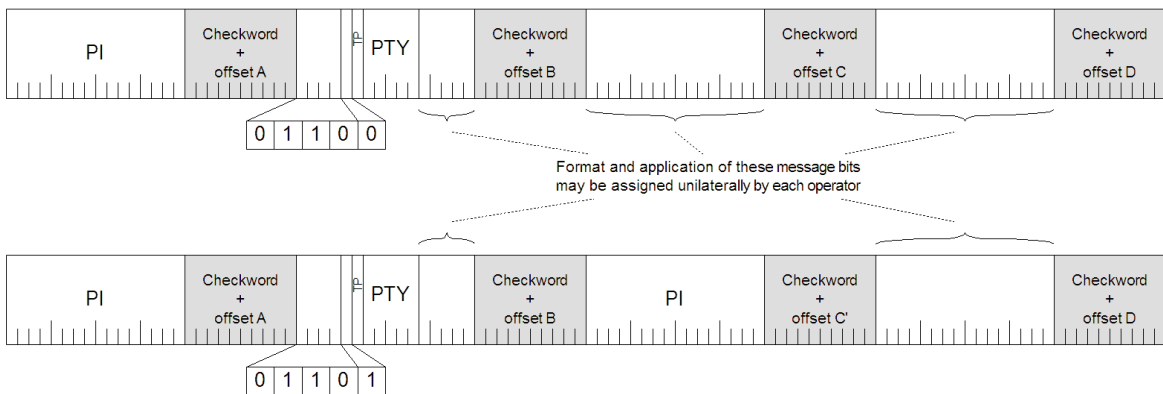 PI
Checkword
+
offset A
TP
PTY
Checkword
+
offset B
Checkword
+
offset C
Checkword
+
offset D
0 1 1 0 0
Format and application of these message bits
may be assigned unilaterally by each operator
PI
Checkword
+
offset A
TP
PTY
Checkword
+
offset B
PI
Checkword
+
offset C'
Checkword
+
offset D
0 1 1 0 1